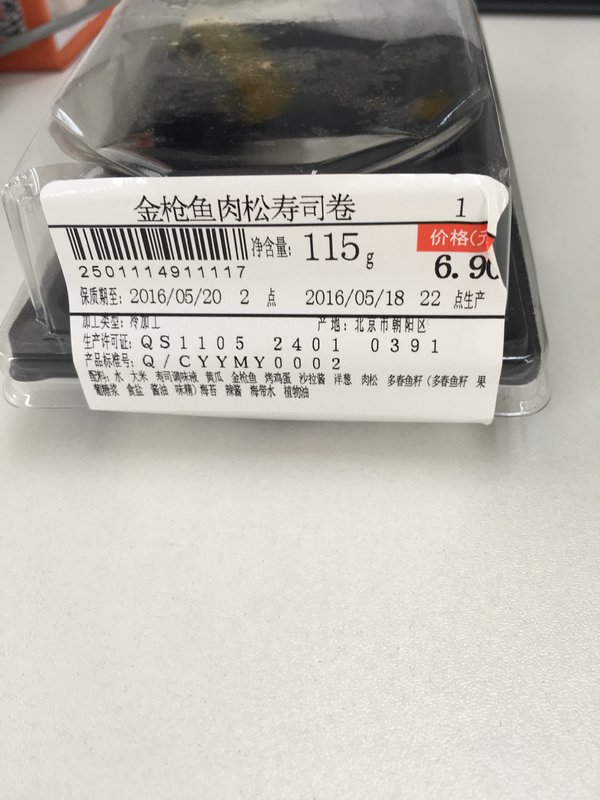 金枪鱼肉松寿司卷 1
净含量: 115g
价格(元
6.90
2501114911117
保质期至: 2016/05/20 2 点 2016/05/18 22 点生产
加工类型: 冷加工 产地: 北京市朝阳区
生产许可证: QS1105 2401 0391
产品标准号: Q/CYYMY0002
配料: 水 大米 寿司调味液 黄瓜 金枪鱼 烤鸡蛋 沙拉酱 洋葱 肉松 多春鱼籽(多春鱼籽 果
葡糖浆 食盐 酱油 味精) 海苔 辣酱 海带水 植物油